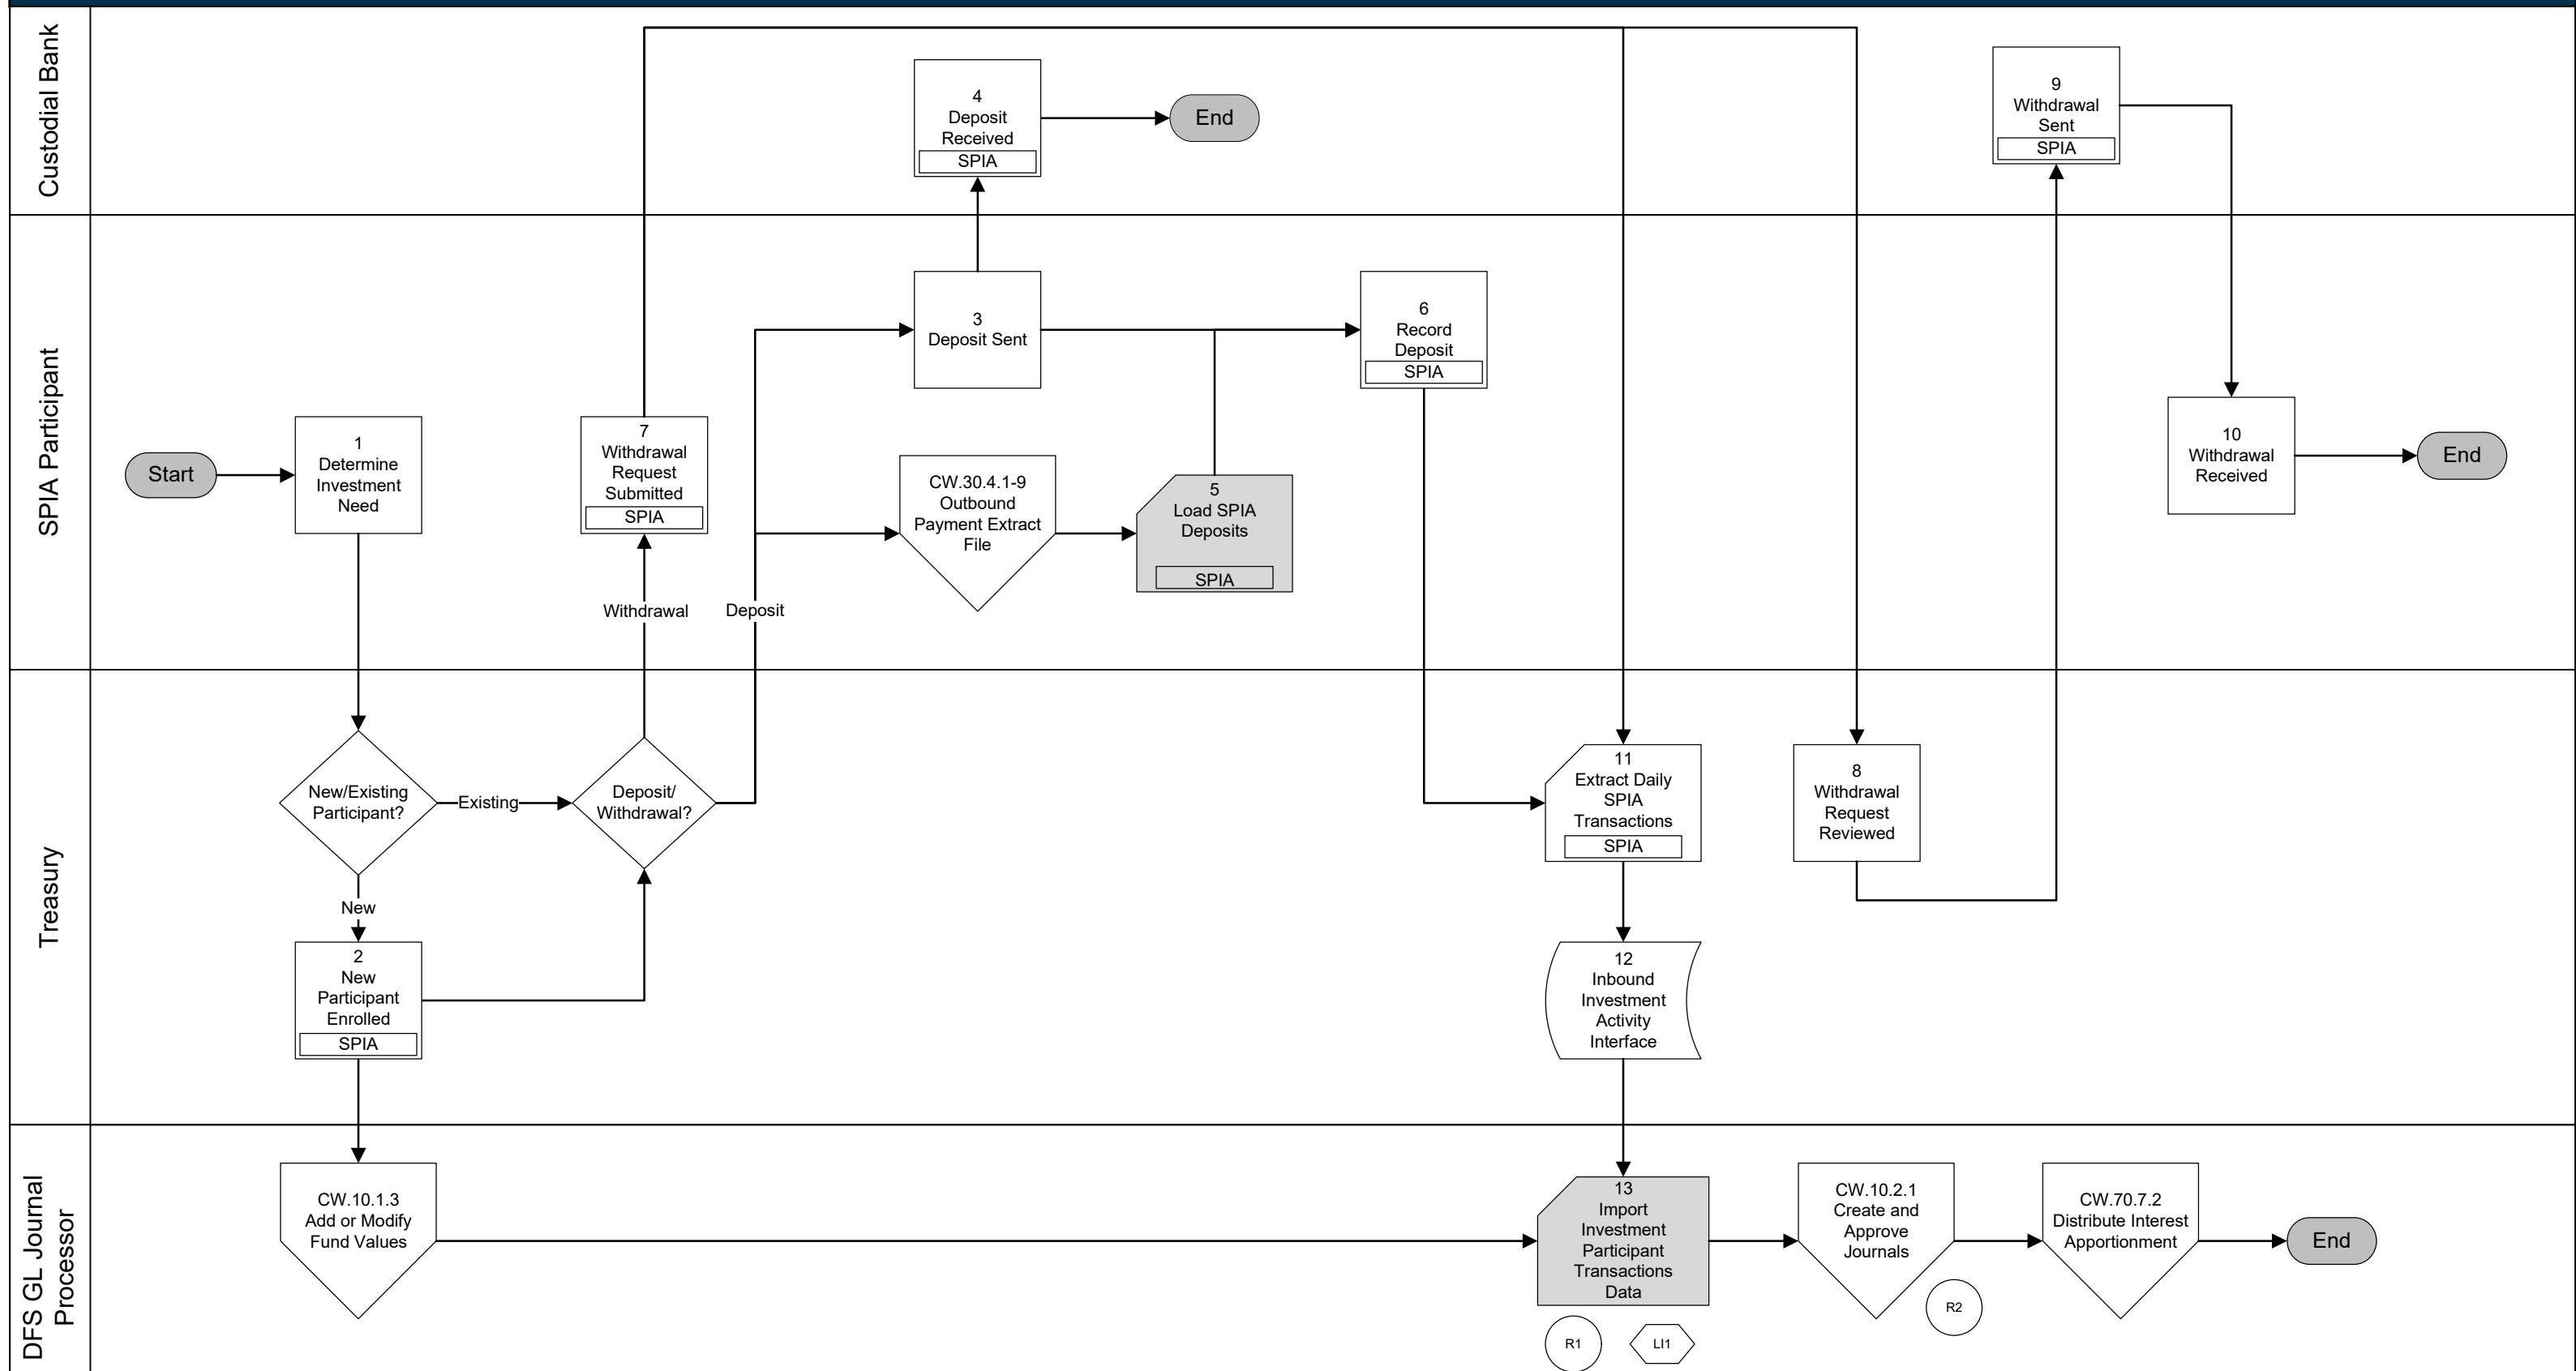 Custodial Bank
4
Deposit
Received
SPIA
End
9
Withdrawal
Sent
SPIA
SPIA Participant
Start
1
Determine
Investment
Need
7
Withdrawal
Request
Submitted
SPIA
Withdrawal
Deposit
3
Deposit Sent
CW.30.4.1-9
Outbound
Payment Extract
File
5
Load SPIA
Deposits
SPIA
6
Record
Deposit
SPIA
10
Withdrawal
Received
End
Treasury
New/Existing
Participant?
Existing
Deposit/
Withdrawal?
New
2
New
Participant
Enrolled
SPIA
11
Extract Daily
SPIA
Transactions
SPIA
8
Withdrawal
Request
Reviewed
12
Inbound
Investment
Activity
Interface
DFS GL Journal
Processor
CW.10.1.3
Add or Modify
Fund Values
13
Import
Investment
Participant
Transactions
Data
R1
LI1
CW.10.2.1
Create and
Approve
Journals
R2
CW.70.7.2
Distribute Interest
Apportionment
End